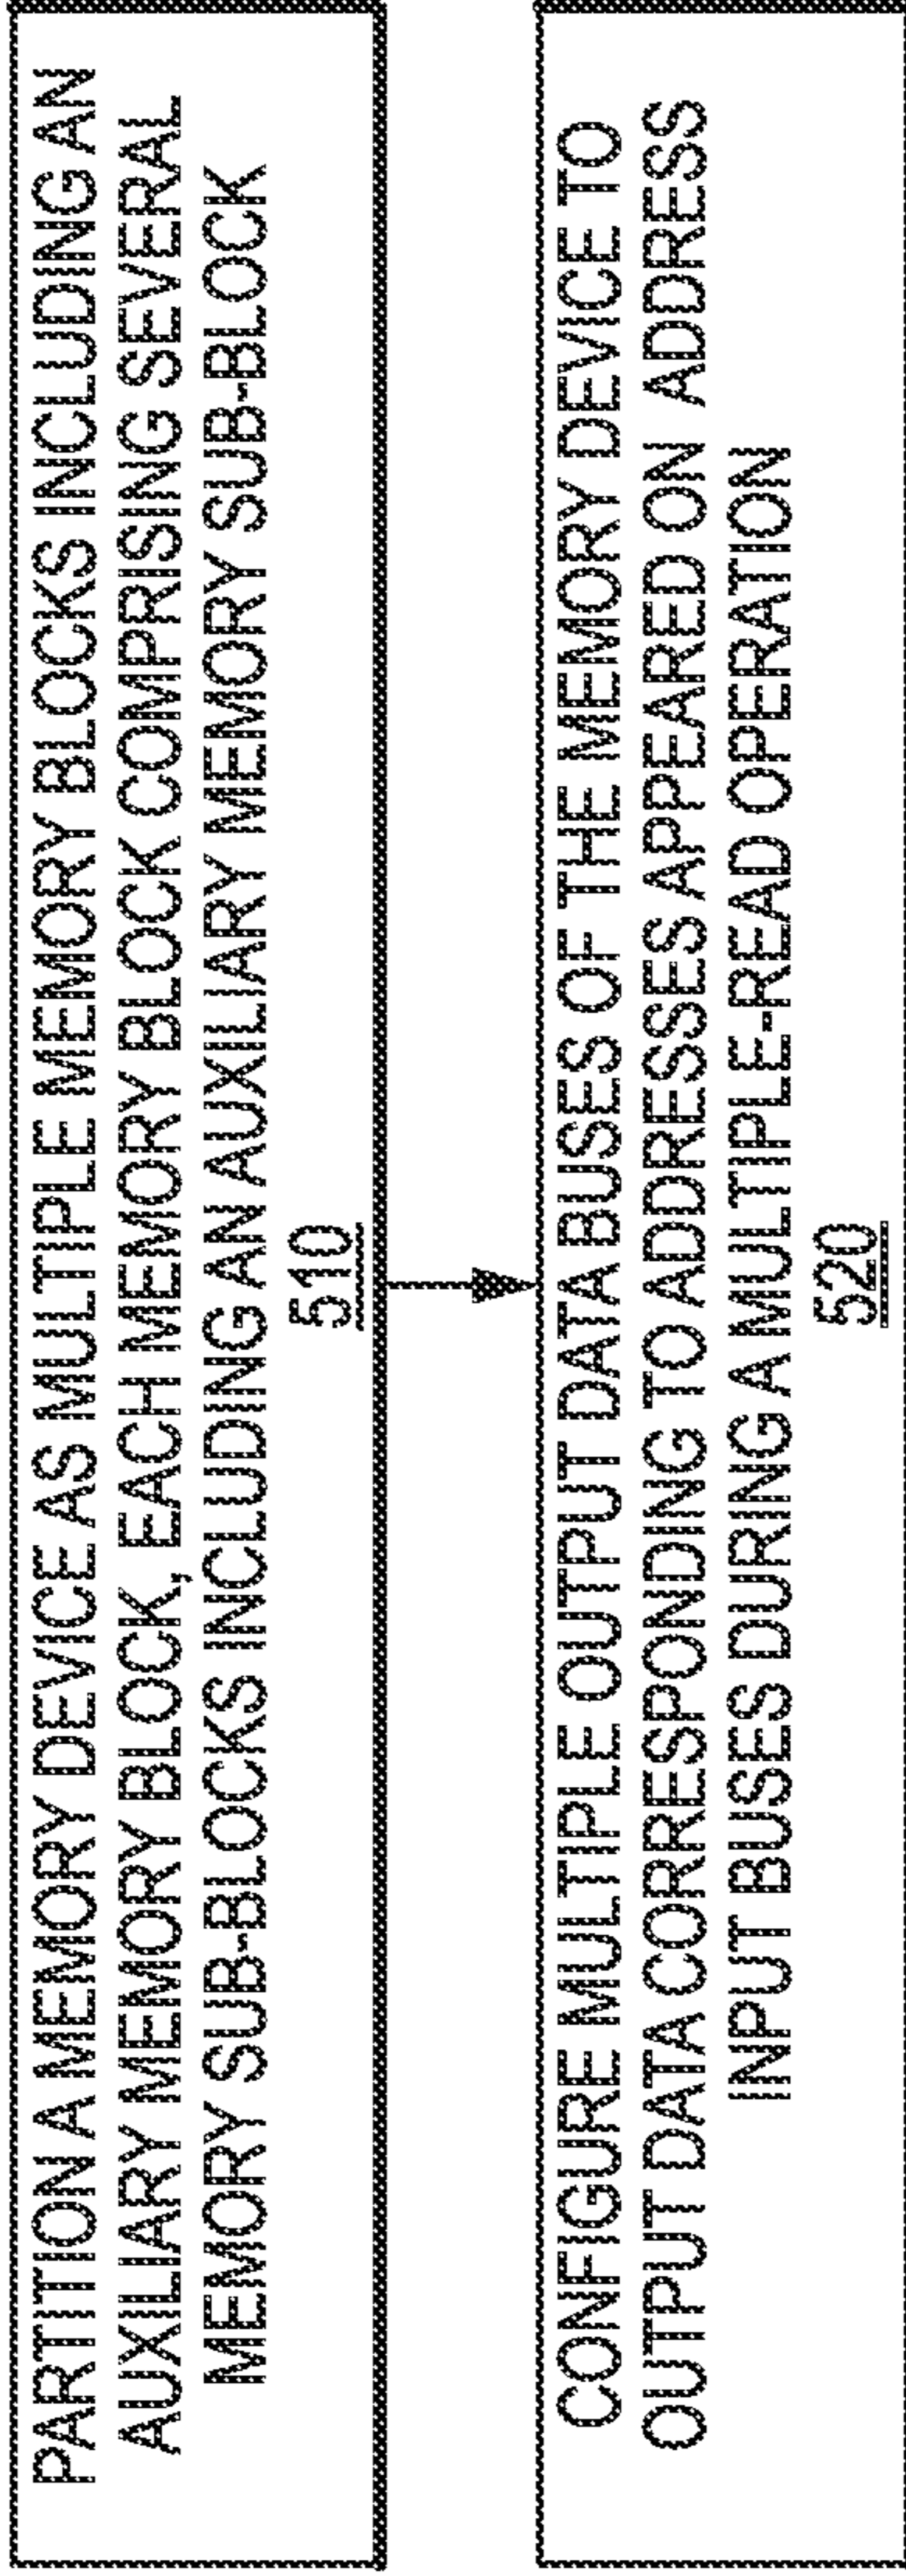 PARTITION A MEMORY DEVICE AS MULTIPLE MEMORY BLOCKS INCLUDING AN
AUXILIARY MEMORY BLOCK, EACH MEMORY BLOCK COMPRISING SEVERAL
MEMORY SUB-BLOCKS INCLUDING AN AUXILIARY MEMORY SUB-BLOCK
510
CONFIGURE MULTIPLE OUTPUT DATA BUSES OF THE MEMORY DEVICE TO
OUTPUT DATA CORRESPONDING TO ADDRESSES APPEARED ON ADDRESS
INPUT BUSES DURING A MULTIPLE-READ OPERATION
520